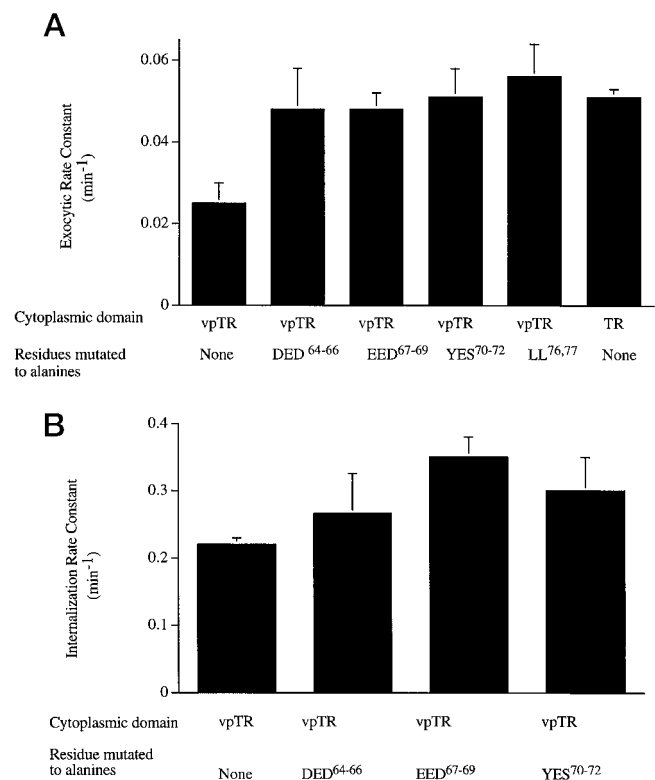 A
0.06
0.04
0.02
0
Exocytic Rate Constant
(min-1)
Cytoplasmic domain vpTR vpTR vpTR vpTR vpTR TR
Residues mutated None DED 64-66 EED67-69 YES70-72 LL76,77 None
to alanines
B
0.4
0.3
0.2
0.1
0
Internalization Rate Constant
(min-1)
Cytoplasmic domain vpTR vpTR vpTR vpTR
Residue mutated
to alanines None DED64-66 EED67-69 YES70-72